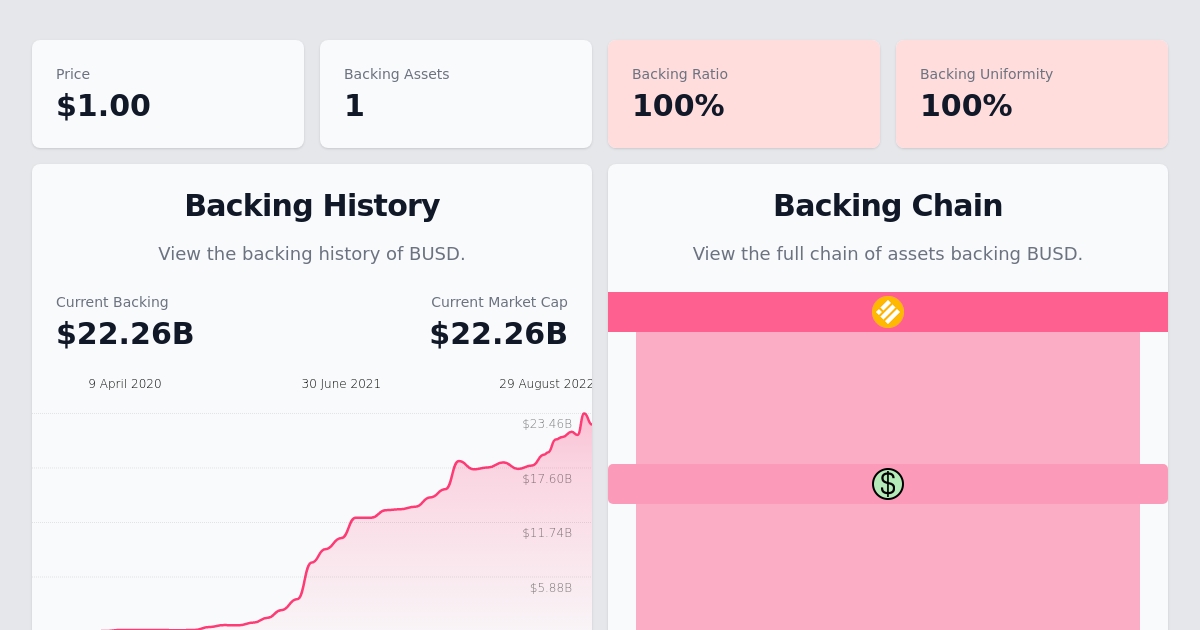 Price
$1.00
Backing Assets
1
Backing Ratio
100%
Backing Uniformity
100%
Backing History
View the backing history of BUSD.
Current Backing
$22.26B
Current Market Cap
$22.26B
9 April 2020
30 June 2021
29 August 2022
$23.46B
$17.60B
$11.74B
$5.88B
Backing Chain
View the full chain of assets backing BUSD.
$